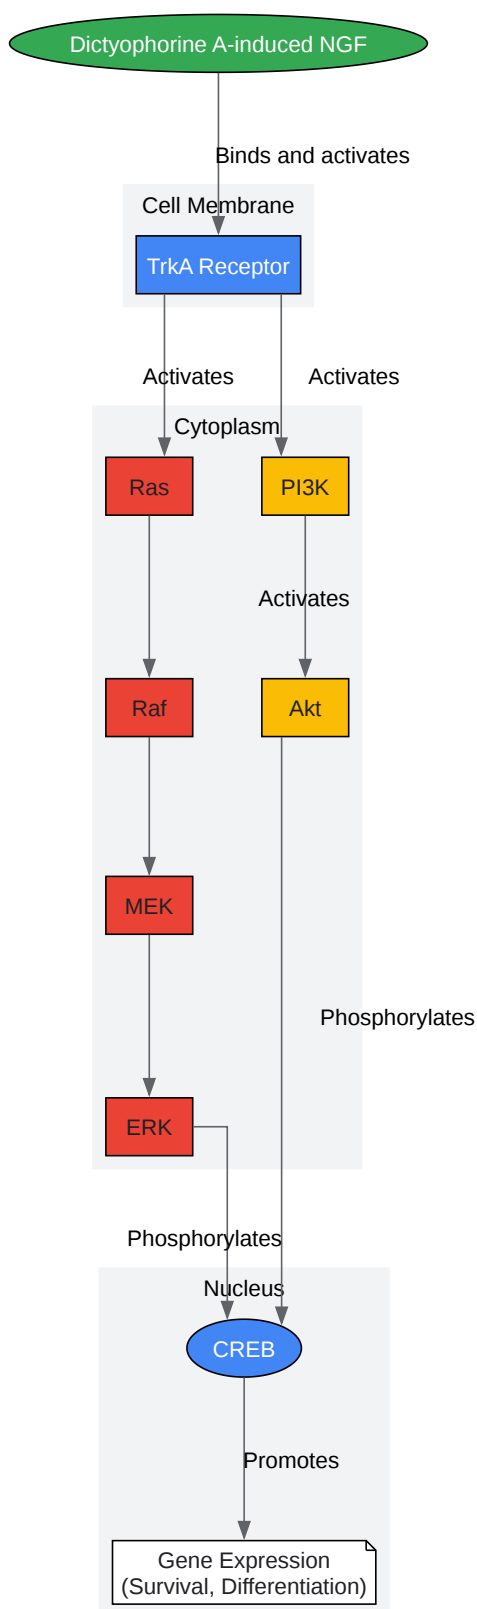 Dictyophorine A-induced NGF
Binds and activates
Cell Membrane
TrkA Receptor
Activates
Activates
Cytoplasm
Ras
PI3K
Activates
Raf
Akt
MEK
Phosphorylates
ERK
Phosphorylates
Nucleus
CREB
Promotes
Gene Expression
(Survival, Differentiation)